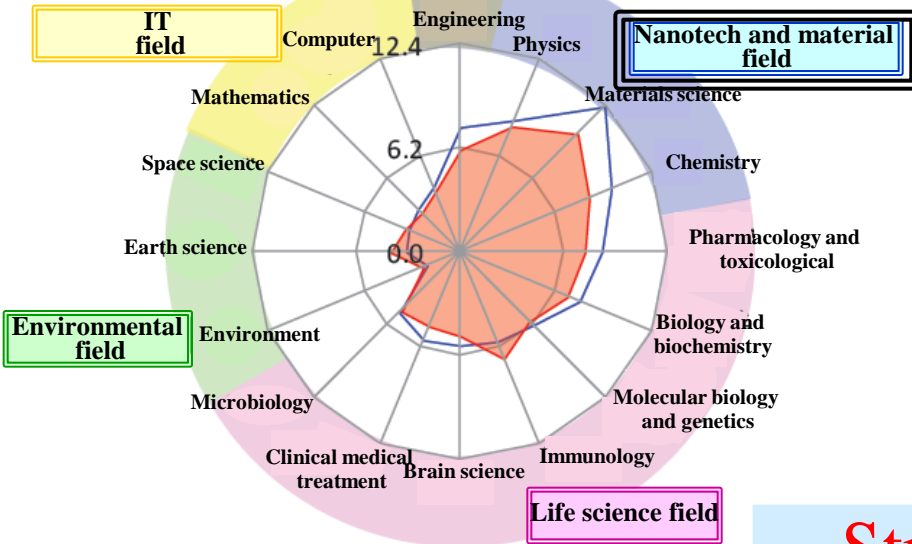 IT
field
Engineering
Computer
12.4
Physics
Nanotech and material
field
Mathematics
Materials science
6.2
Space science
Chemistry
Earth science
0.0
Pharmacology and
toxicological
Environmental
field
Environment
Biology and
biochemistry
Microbiology
Molecular biology
and genetics
Clinical medical
treatment
Brain science
Immunology
Life science field